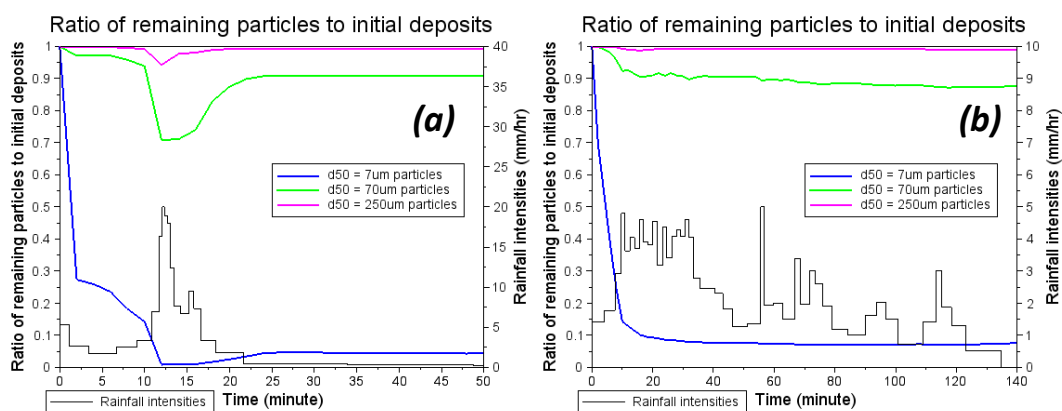 Ratio of remaining particles to initial deposits
Ratio of remaining particles to initial deposits
1
0.9
0.8
0.7
0.6
0.5
0.4
0.3
0.2
0.1
0
40
35
30
25
20
15
10
5
0
Rainfall intensities (mm/hr)
(a)
d50 = 7um particles
d50 = 70um particles
d50 = 250um particles
0 5 10 15 20 25 30 35 40 45 50
Time (minute)
Rainfall intensities
Ratio of remaining particles to initial deposits
Ratio of remaining particles to initial deposits
1
0.9
0.8
0.7
0.6
0.5
0.4
0.3
0.2
0.1
0
10
9
8
7
6
5
4
3
2
1
0
Rainfall intensities (mm/hr)
(b)
d50 = 7um particles
d50 = 70um particles
d50 = 250um particles
0 20 40 60 80 100 120 140
Time (minute)
Rainfall intensities